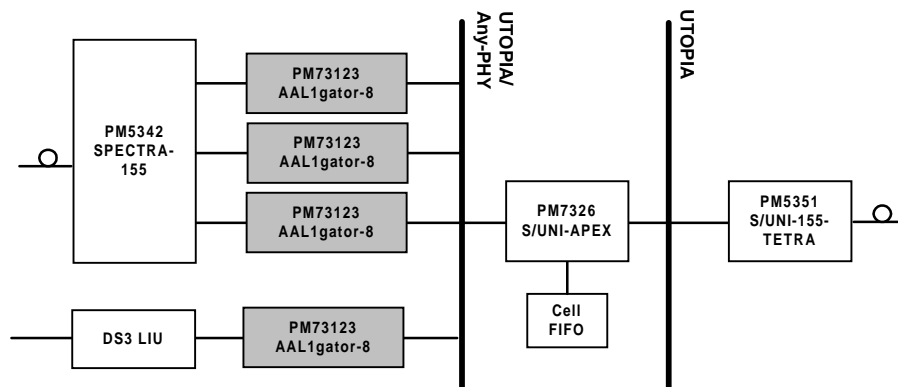 UTOPIA/
Any-PHY
UTOPIA
PM73123
AAL1gator-8
PM5342
SPECTRA-
155
PM73123
AAL1gator-8
PM73123
AAL1gator-8
PM7326
S/UNI-APEX
PM5351
S/UNI-155-
TETRA
Cell
FIFO
DS3 LIU
PM73123
AAL1gator-8